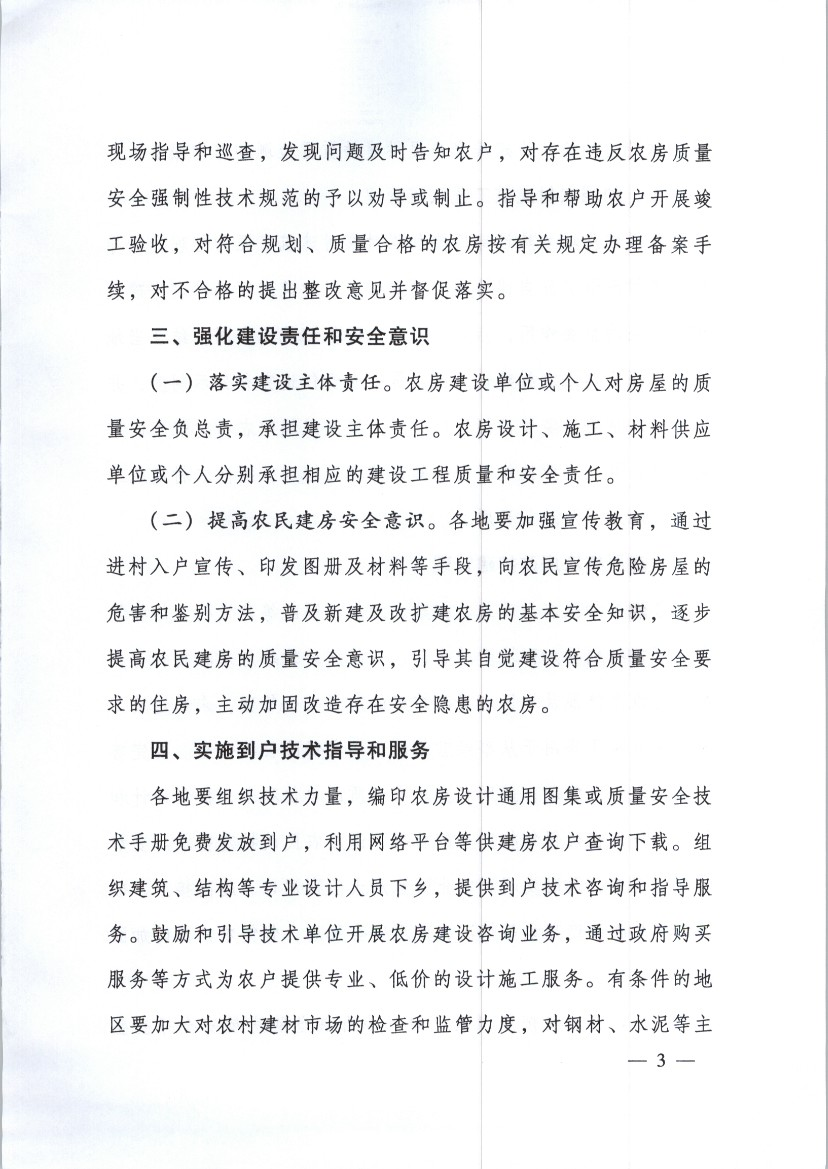 现场指导和巡查，发现问题及时告知农户，对存在违反农房质量
安全强制性技术规范的予以劝导或制止。指导和帮助农户开展竣
工验收，对符合规划、质量合格的农房按有关规定办理备案手
续，对不合格的提出整改意见并督促落实。
三、强化建设责任和安全意识
（一）落实建设主体责任。农房建设单位或个人对房屋的质
量安全负总责，承担建设主体责任。农房设计、施工、材料供应
单位或个人分别承担相应的建设工程质量和安全责任。
（二）提高农民建房安全意识。各地要加强宣传教育，通过
进村入户宣传、印发图册及材料等手段，向农民宣传危险房屋的
危害和鉴别方法，普及新建及改扩建农房的基本安全知识，逐步
提高农民建房的质量安全意识，引导其自觉建设符合质量安全要
求的住房，主动加固改造存在安全隐患的农房。
四、实施到户技术指导和服务
各地要组织技术力量，编印农房设计通用图集或质量安全技
术手册免费发放到户，利用网络平台等供建房农户查询下载。组
织建筑、结构等专业设计人员下乡，提供到户技术咨询和指导服
务。鼓励和引导技术单位开展农房建设咨询业务，通过政府购买
服务等方式为农户提供专业、低价的设计施工服务。有条件的地
区要加大对农村建材市场的检查和监管力度，对钢材、水泥等主
— 3 —